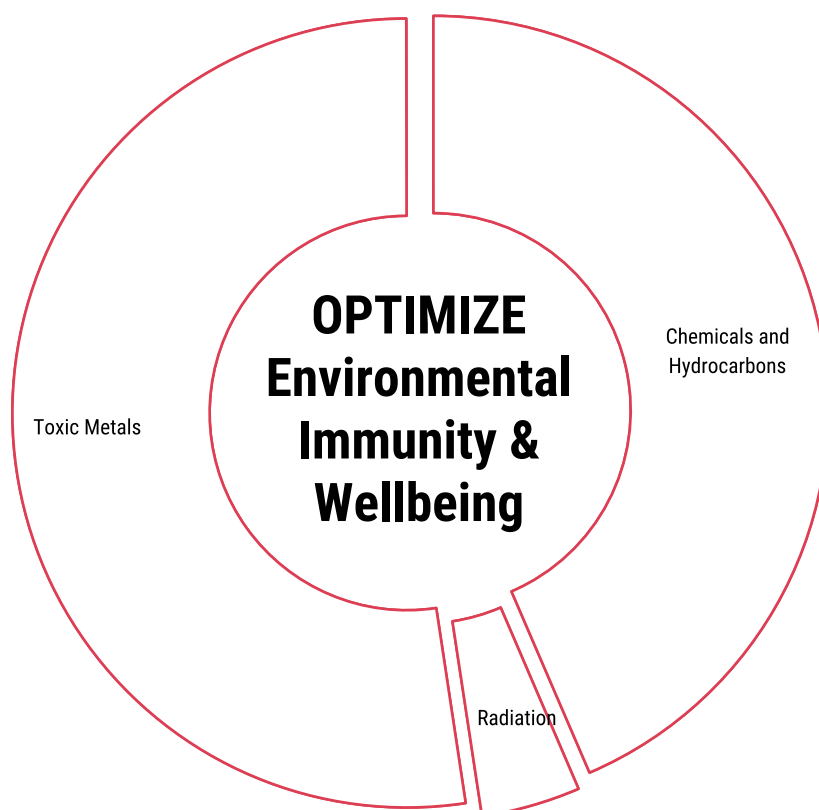 OPTIMIZE
Environmental
Immunity &
Wellbeing
Chemicals and
Hydrocarbons
Toxic Metals
Radiation